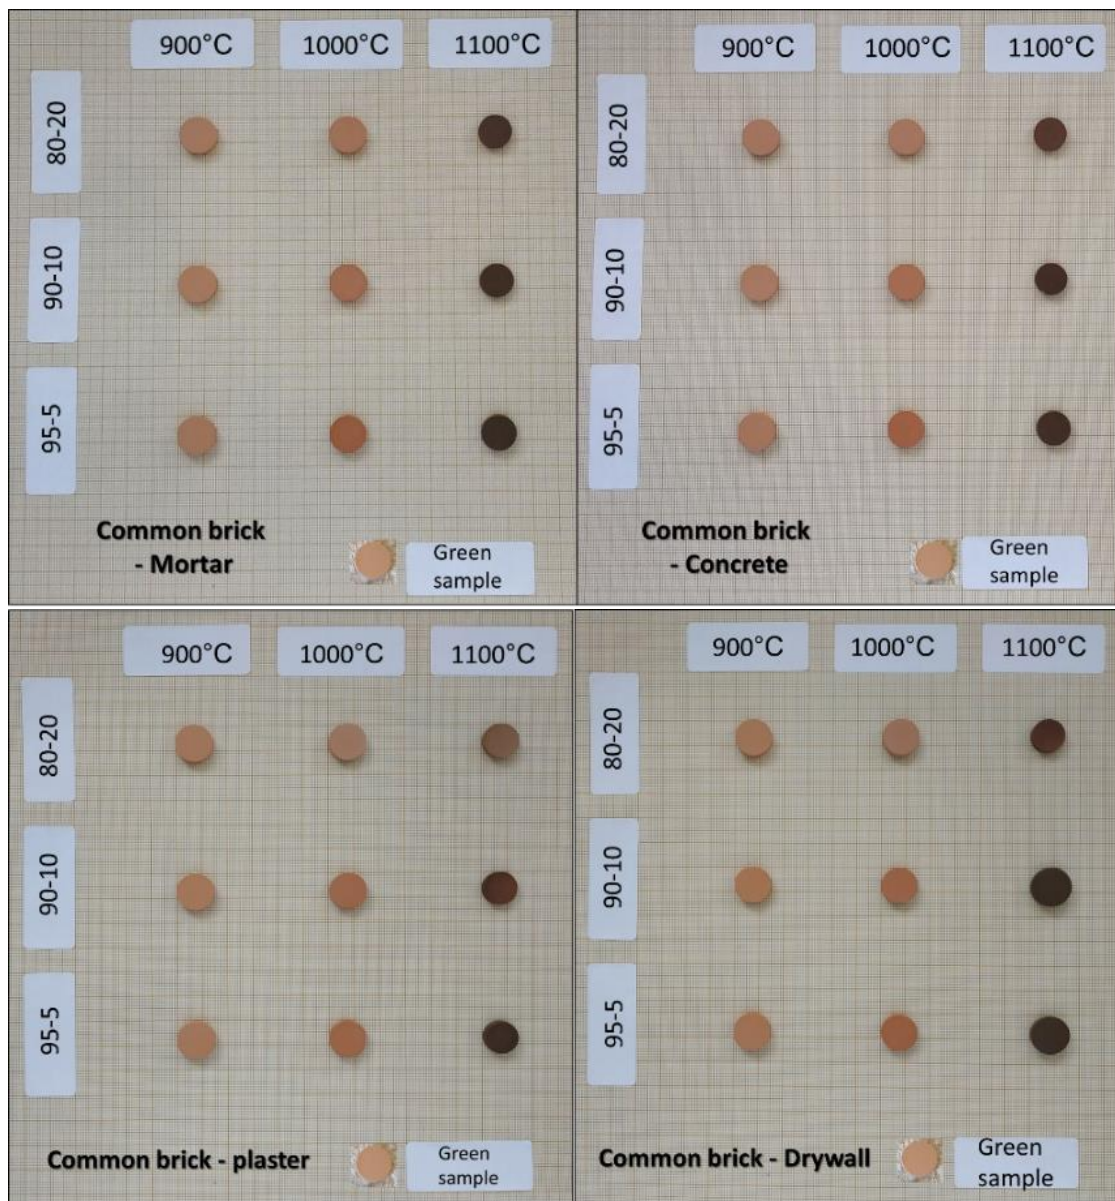 900°C 1000°C 1100°C
80-20
90-10
95-5
Common brick
- Mortar
Green
sample
900°C 1000°C 1100°C
80-20
90-10
95-5
Common brick
- Concrete
Green
sample
900°C 1000°C 1100°C
80-20
90-10
95-5
Common brick - plaster
Green
sample
900°C 1000°C 1100°C
80-20
90-10
95-5
Common brick - Drywall
Green
sample